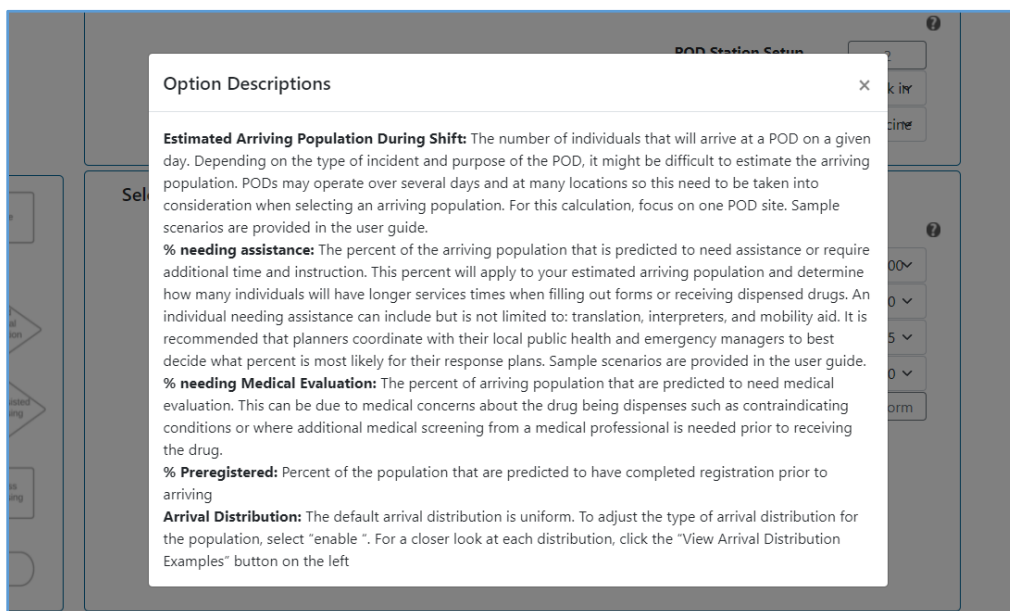 POD Station Setup
2
Option Descriptions
×
k in
cine
Estimated Arriving Population During Shift: The number of individuals that will arrive at a POD on a given
day. Depending on the type of incident and purpose of the POD, it might be difficult to estimate the arriving
population. PODs may operate over several days and at many locations so this need to be taken into
consideration when selecting an arriving population. For this calculation, focus on one POD site. Sample
scenarios are provided in the user guide.
% needing assistance: The percent of the arriving population that is predicted to need assistance or require
additional time and instruction. This percent will apply to your estimated arriving population and determine
how many individuals will have longer services times when filling out forms or receiving dispensed drugs. An
individual needing assistance can include but is not limited to: translation, interpreters, and mobility aid. It is
recommended that planners coordinate with their local public health and emergency managers to best
decide what percent is most likely for their response plans. Sample scenarios are provided in the user guide.
% needing Medical Evaluation: The percent of arriving population that are predicted to need medical
evaluation. This can be due to medical concerns about the drug being dispenses such as contraindicating
conditions or where additional medical screening from a medical professional is needed prior to receiving
the drug.
% Preregistered: Percent of the population that are predicted to have completed registration prior to
arriving
Arrival Distribution: The default arrival distribution is uniform. To adjust the type of arrival distribution for
the population, select "enable ". For a closer look at each distribution, click the "View Arrival Distribution
Examples" button on the left
Sele
00
0
5
0
orm